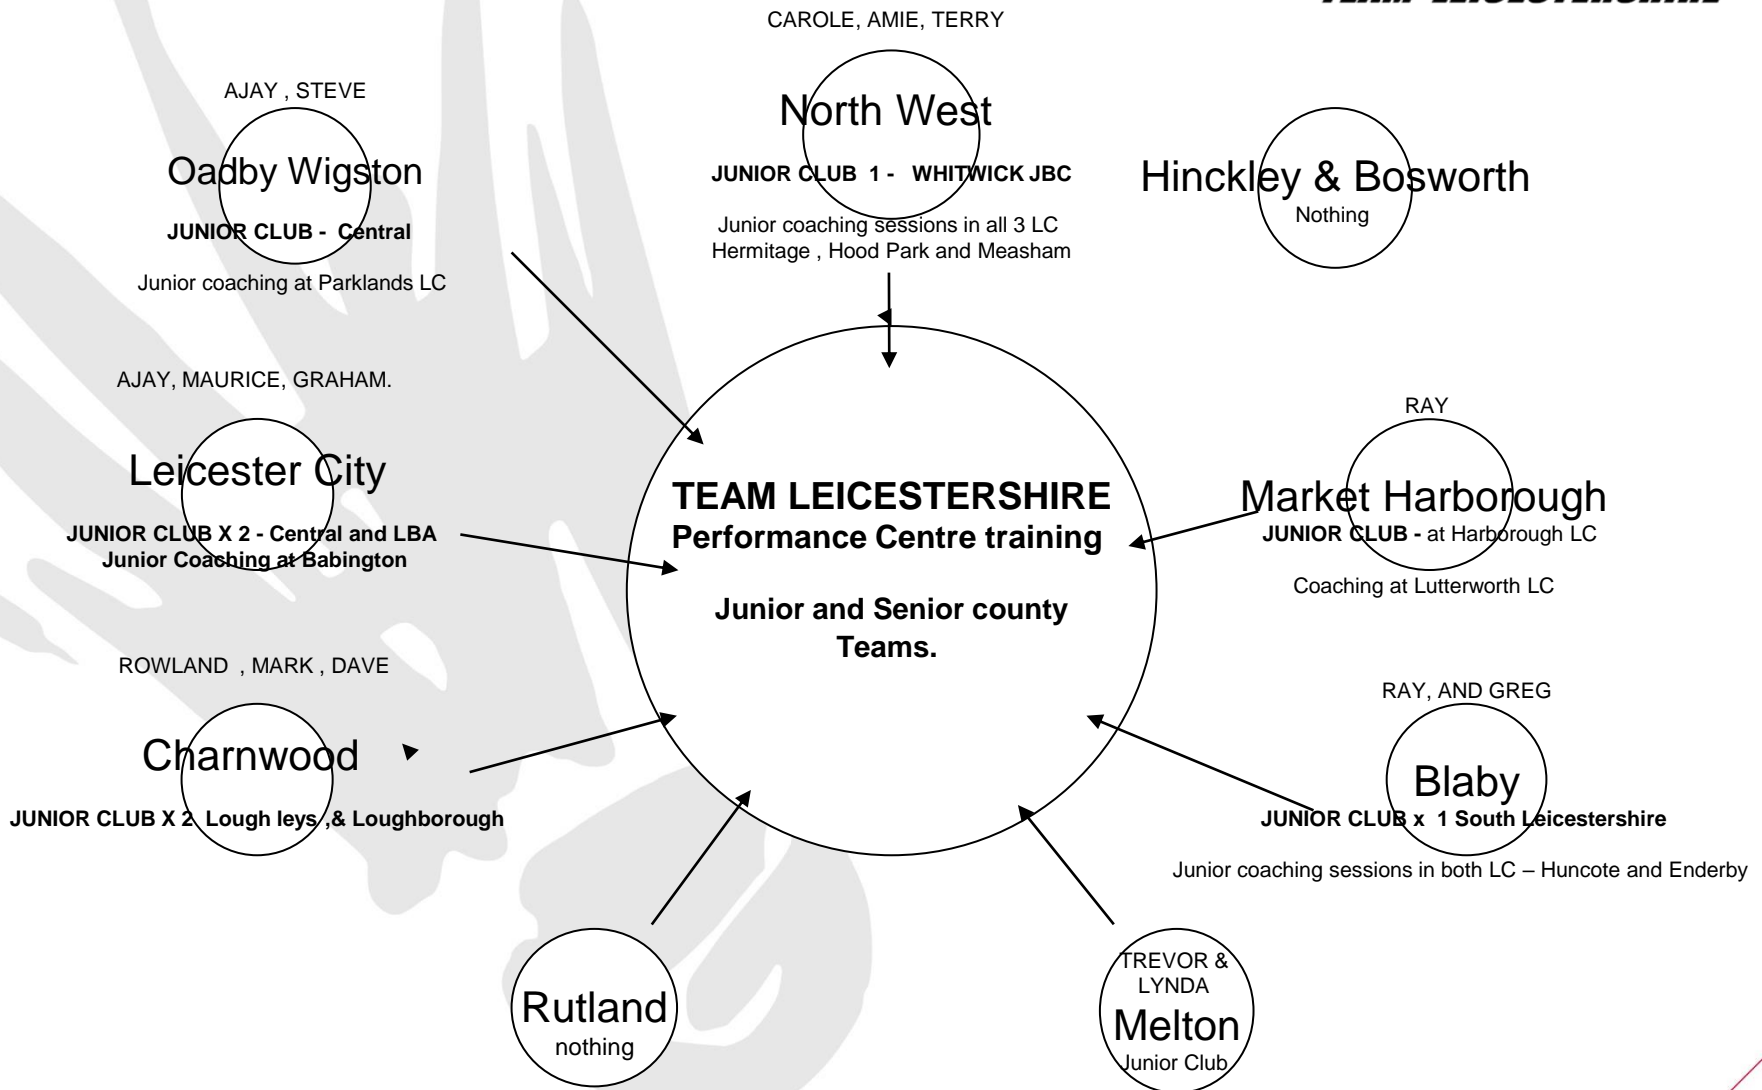 CAROLE, AMIE, TERRY
North West
JUNIOR CLUB 1 - WHITWICK JBC
Junior coaching sessions in all 3 LC
Hermitage , Hood Park and Measham
AJAY , STEVE
Oadby Wigston
JUNIOR CLUB - Central
Junior coaching at Parklands LC
Hinckley & Bosworth
Nothing
AJAY, MAURICE, GRAHAM.
Leicester City
JUNIOR CLUB X 2 - Central and LBA
Junior Coaching at Babington
TEAM LEICESTERSHIRE
Performance Centre training
Junior and Senior county
Teams.
RAY
Market Harborough
JUNIOR CLUB - at Harborough LC
Coaching at Lutterworth LC
ROWLAND , MARK , DAVE
Charnwood
JUNIOR CLUB X 2 Lough leys ,& Loughborough
RAY, AND GREG
Blaby
JUNIOR CLUB x 1 South Leicestershire
Junior coaching sessions in both LC – Huncote and Enderby
Rutland
nothing
TREVOR &
LYNDA
Melton
Junior Club